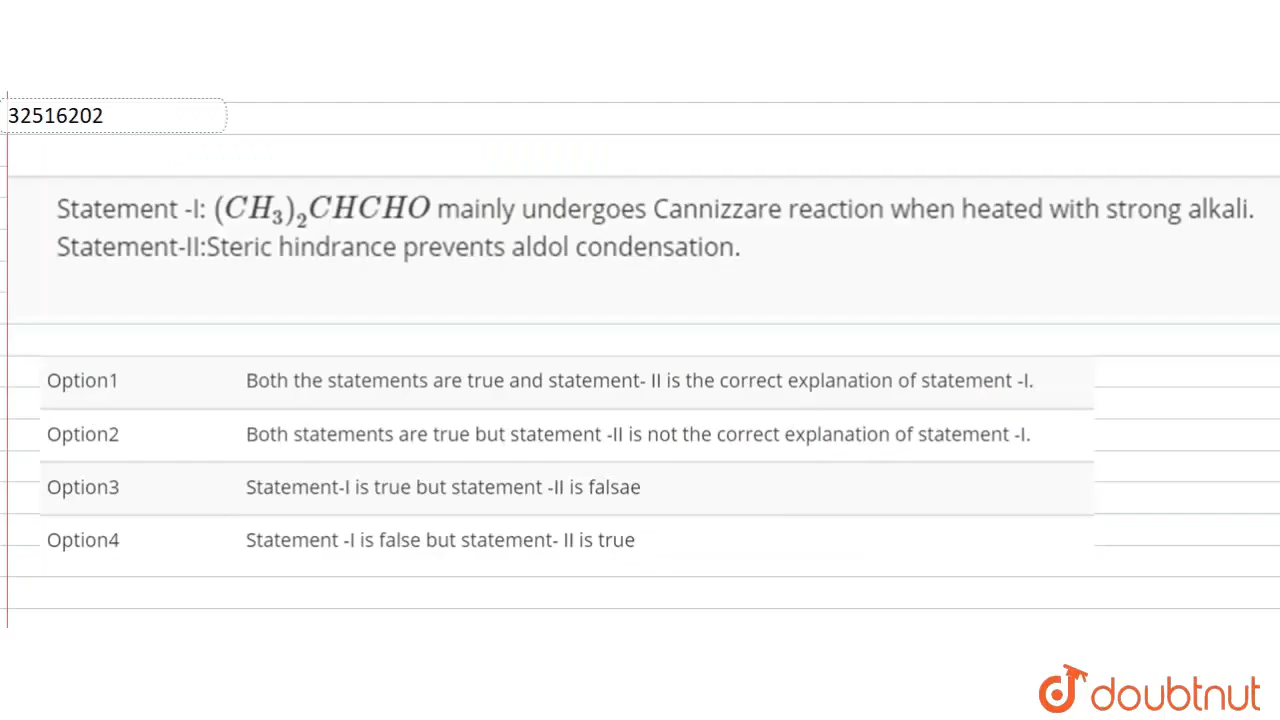 32516202
Statement -I: (CH₃)₂CHCHO mainly undergoes Cannizzare reaction when heated with strong alkali.
Statement-II:Steric hindrance prevents aldol condensation.
Option1 Both the statements are true and statement- II is the correct explanation of statement -I.
Option2 Both statements are true but statement -II is not the correct explanation of statement -I.
Option3 Statement-I is true but statement -II is falsae
Option4 Statement -I is false but statement- II is true
doubtnut